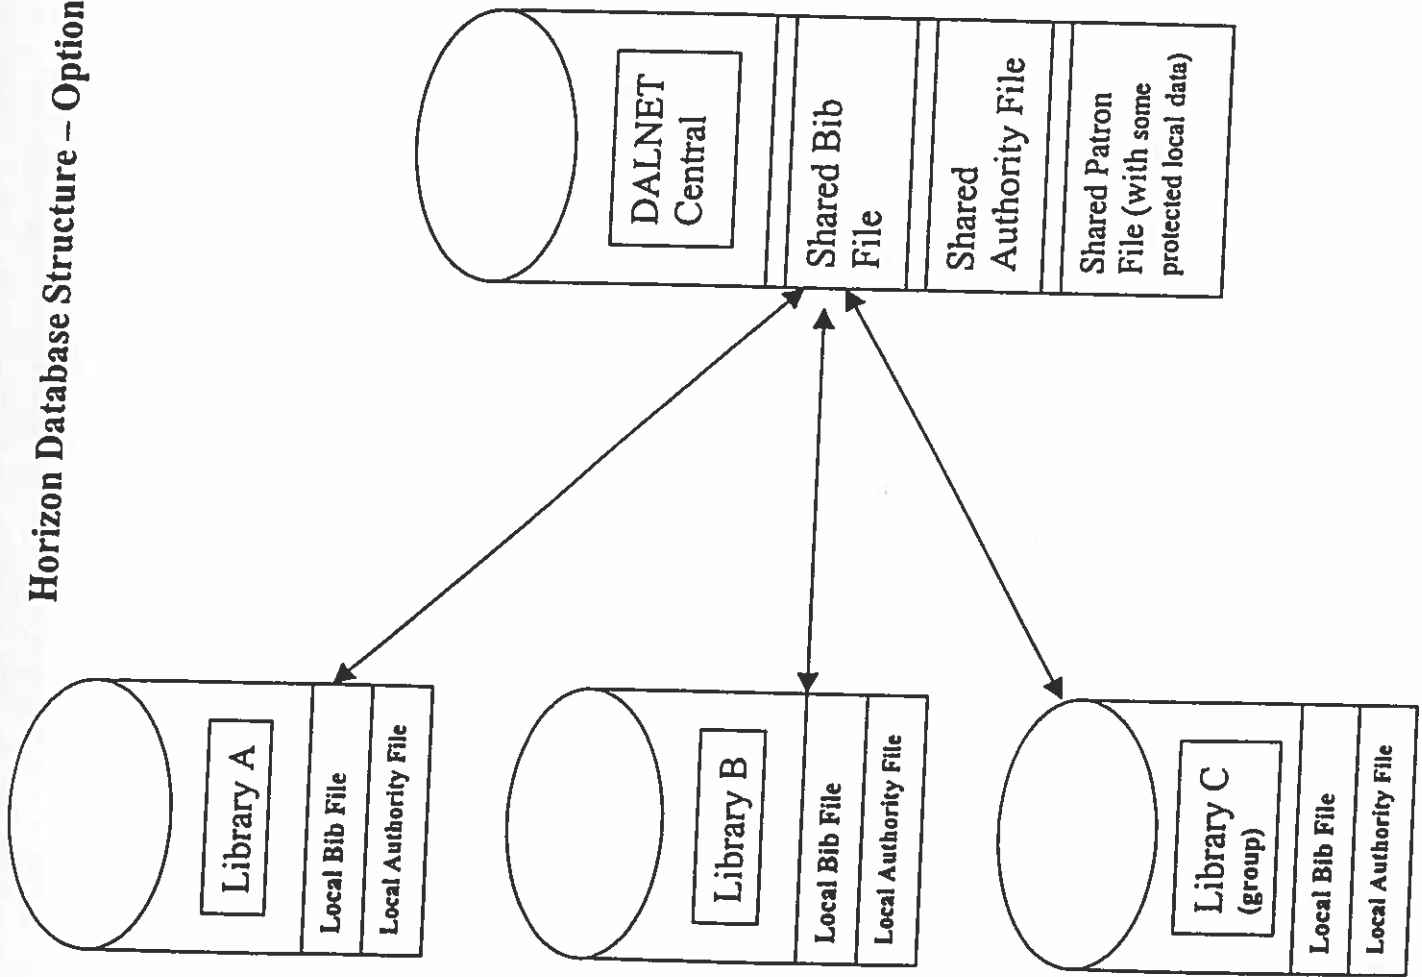 Horizon Database Structure – Option
DALNET
Central
Shared Bib
File
Shared
Authority File
Shared Patron
File (with some
protected local data)
Library A
Local Bib File
Local Authority File
Library B
Local Bib File
Local Authority File
Library C
(group)
Local Bib File
Local Authority File